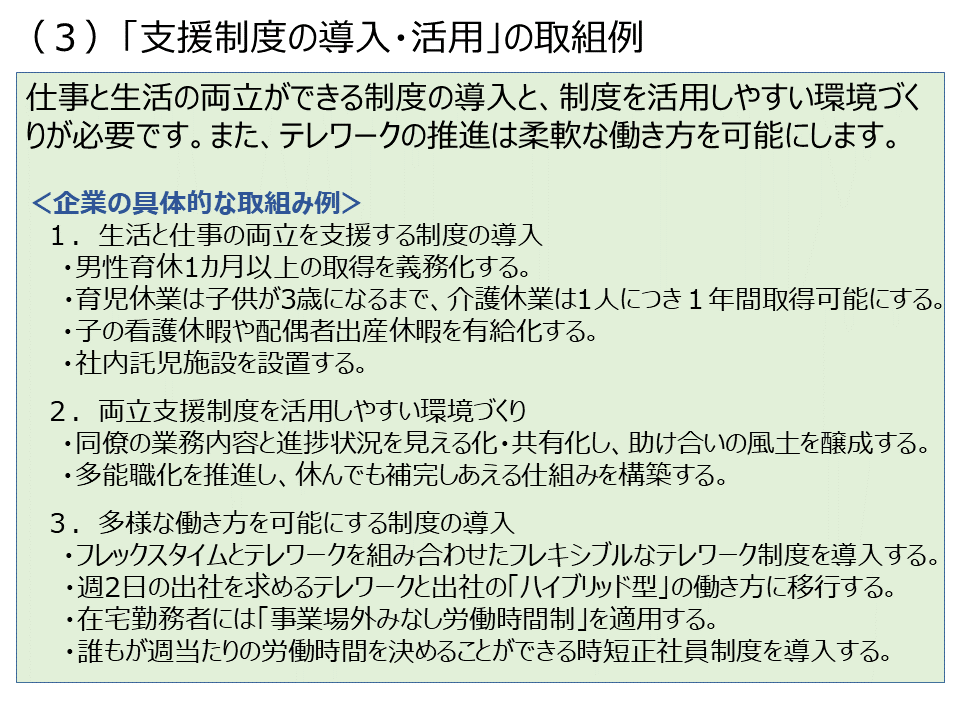 （３）「支援制度の導入・活用」の取組例
仕事と生活の両立ができる制度の導入と、制度を活用しやすい環境づく
りが必要です。また、テレワークの推進は柔軟な働き方を可能にします。
＜企業の具体的な取組み例＞
１．生活と仕事の両立を支援する制度の導入
・男性育休1カ月以上の取得を義務化する。
・育児休業は子供が3歳になるまで、介護休業は1人につき１年間取得可能にする。
・子の看護休暇や配偶者出産休暇を有給化する。
・社内託児施設を設置する。
２．両立支援制度を活用しやすい環境づくり
・同僚の業務内容と進捗状況を見える化・共有化し、助け合いの風土を醸成する。
・多能職化を推進し、休んでも補完しあえる仕組みを構築する。
３．多様な働き方を可能にする制度の導入
・フレックスタイムとテレワークを組み合わせたフレキシブルなテレワーク制度を導入する。
・週2日の出社を求めるテレワークと出社の「ハイブリッド型」の働き方に移行する。
・在宅勤務者には「事業場外みなし労働時間制」を適用する。
・誰もが週当たりの労働時間を決めることができる時短正社員制度を導入する。